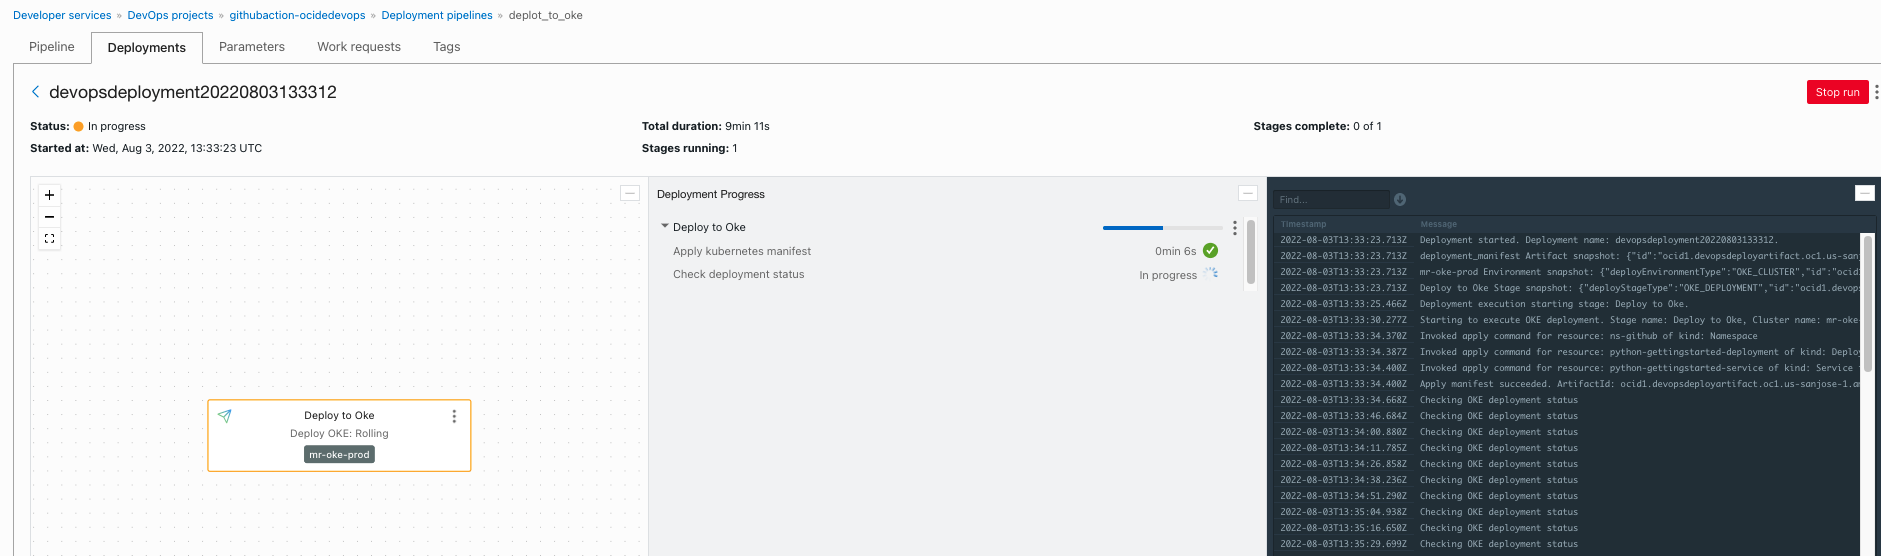 Developer services » DevOps projects » githubaction-ocidedevops » Deployment pipelines » deplot_to_oke
Pipeline Deployments Parameters Work requests Tags
devopsdeployment20220803133312
Stop run
Status: In progress
Total duration: 9min 11s
Stages complete: 0 of 1
Started at: Wed, Aug 3, 2022, 13:33:23 UTC
Stages running: 1
Deploy to Oke
Deploy OKE: Rolling
mr-oke-prod
Deployment Progress
Deploy to Oke
Apply kubernetes manifest 0min 6s
Check deployment status In progress
Find...
Timestamp Message
2022-08-03T13:33:23.713Z Deployment started. Deployment name: devopsdeployment20220803133312.
2022-08-03T13:33:23.713Z deployment_manifest Artifact snapshot: {"id":"ocid1.devopsdeployartifact.oc1.us-sanj
2022-08-03T13:33:23.713Z mr-oke-prod Environment snapshot: {"deployEnvironmentType":"OKE_CLUSTER","id":"ocid
2022-08-03T13:33:23.713Z Deploy to Oke Stage snapshot: {"deployStageType":"OKE_DEPLOYMENT","id":"ocid1.devops
2022-08-03T13:33:25.466Z Deployment execution starting stage: Deploy to Oke.
2022-08-03T13:33:30.277Z Starting to execute OKE deployment. Stage name: Deploy to Oke, Cluster name: mr-oke-
2022-08-03T13:33:34.370Z Invoked apply command for resource: ns-github of kind: Namespace
2022-08-03T13:33:34.387Z Invoked apply command for resource: python-gettingstarted-deployment of kind: Deploy
2022-08-03T13:33:34.400Z Invoked apply command for resource: python-gettingstarted-service of kind: Service
2022-08-03T13:33:34.400Z Apply manifest succeeded. ArtifactId: ocid1.devopsdeployartifact.oc1.us-sanjose-1.am
2022-08-03T13:33:34.668Z Checking OKE deployment status
2022-08-03T13:33:46.684Z Checking OKE deployment status
2022-08-03T13:34:00.880Z Checking OKE deployment status
2022-08-03T13:34:11.785Z Checking OKE deployment status
2022-08-03T13:34:26.858Z Checking OKE deployment status
2022-08-03T13:34:38.236Z Checking OKE deployment status
2022-08-03T13:34:51.290Z Checking OKE deployment status
2022-08-03T13:35:04.938Z Checking OKE deployment status
2022-08-03T13:35:16.650Z Checking OKE deployment status
2022-08-03T13:35:29.699Z Checking OKE deployment status